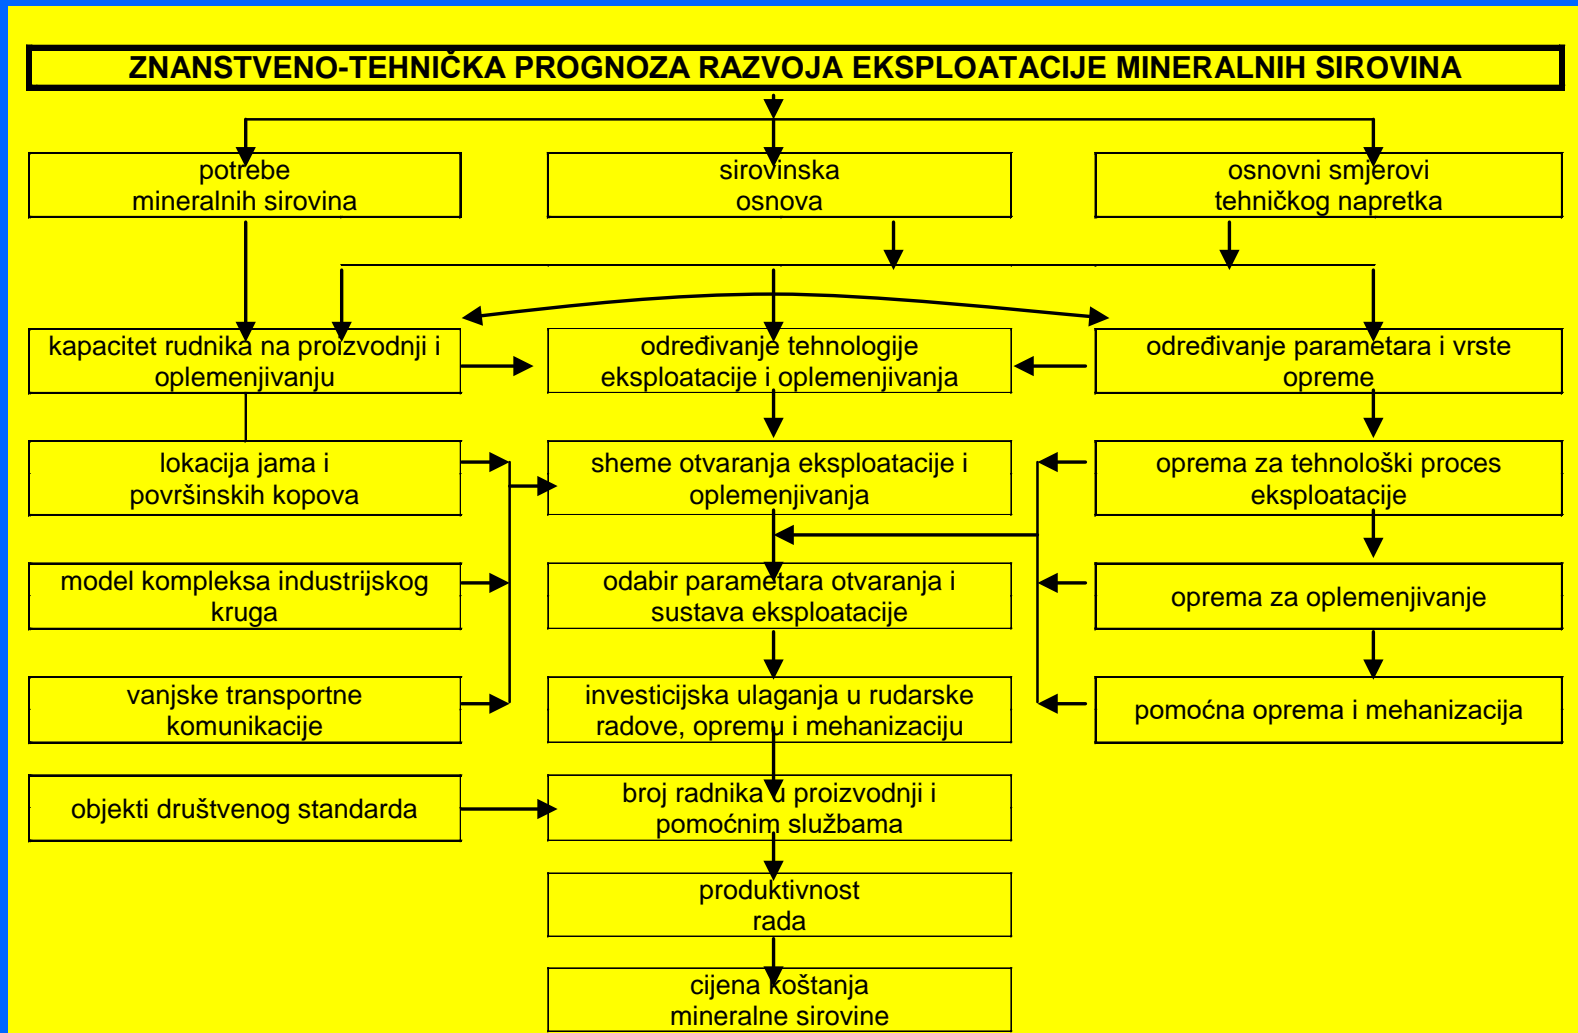 ZNANSTVENO-TEHNIČKA PROGNOZA RAZVOJA EKSPLOATACIJE MINERALNIH SIROVINA
potrebe
mineralnih sirovina
sirovinska
osnova
osnovni smjerovi
tehničkog napretka
kapacitet rudnika na proizvodnji i
oplemenjivanju
određivanje tehnologije
eksploatacije i oplemenjivanja
određivanje parametara i vrste
opreme
lokacija jama i
površinskih kopova
sheme otvaranja eksploatacije i
oplemenjivanja
oprema za tehnološki proces
eksploatacije
model kompleksa industrijskog
kruga
odabir parametara otvaranja i
sustava eksploatacije
oprema za oplemenjivanje
vanjske transportne
komunikacije
investicijska ulaganja u rudarske
radove, opremu i mehanizaciju
pomoćna oprema i mehanizacija
objekti društvenog standarda
broj radnika u proizvodnji i
pomoćnim službama
produktivnost
rada
cijena koštanja
mineralne sirovine